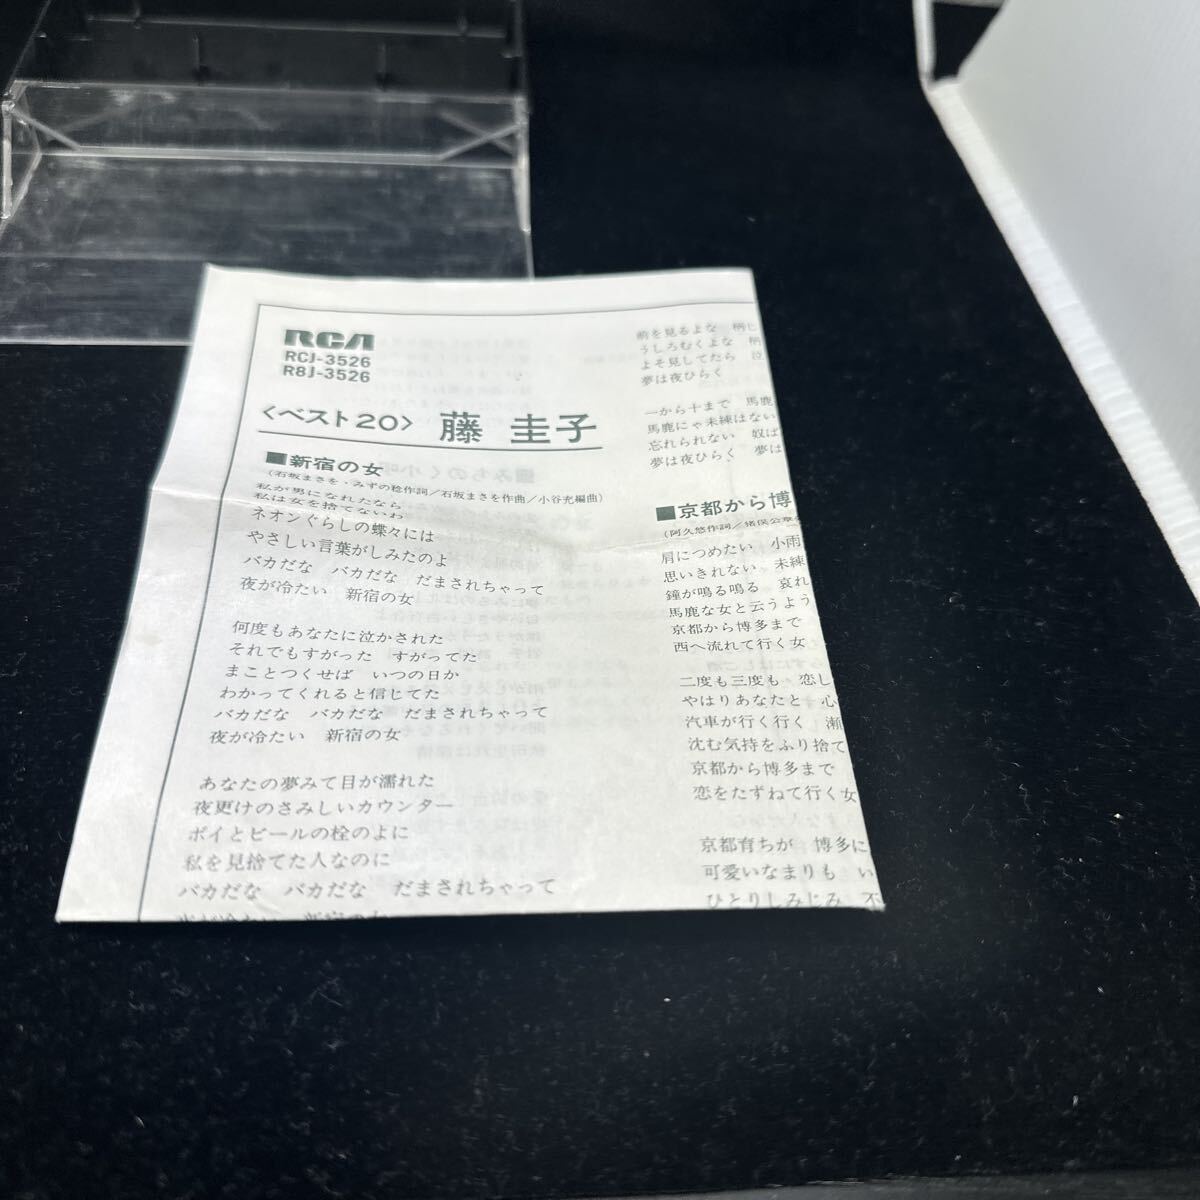 RCA
RCJ-3526
R8J-3526
〈ベスト20〉 藤 圭子
■新宿の女
(石坂まさを・みずの稔作詞／石坂まさを作曲／小谷充編曲)
私が男になれたなら
私は女を捨てないわ
ネオンぐらしの蝶々には
やさしい言葉がしみたのよ
バカだな バカだな だまされちゃって
夜が冷たい 新宿の女
何度もあなたに泣かされた
それでもすがった すがってた
まことつくせば いつの日か
わかってくれると信じてた
バカだな バカだな だまされちゃって
夜が冷たい 新宿の女
あなたの夢みて目が濡れた
夜更けのさみしいカウンター
ポイとビールの栓のよに
私を見捨てた人なのに
バカだな バカだな だまされちゃって
夜が冷たい 新宿の女
前を見るよな 柄じ
うしろむくよな 柄
よそ見してたら 泣
夢は夜ひらく
一から十まで 馬鹿
馬鹿にゃ未練はない
忘れられない 奴ば
夢は夜ひらく 夢は
■京都から博
(阿久悠作詞／猪俣公章
肩につめたい 小雨
思いきれない 未練
鐘が鳴る鳴る 哀れ
馬鹿な女と云うよう
京都から博多まで
西へ流れて行く女
二度も三度も 恋し
やはりあなたと 心
汽車が行く行く 瀬
沈む気持をふり捨て
京都から博多まで
恋をたずねて行く女
京都育ちが 博多に
可愛いなまりも い
ひとりしみじみ 不